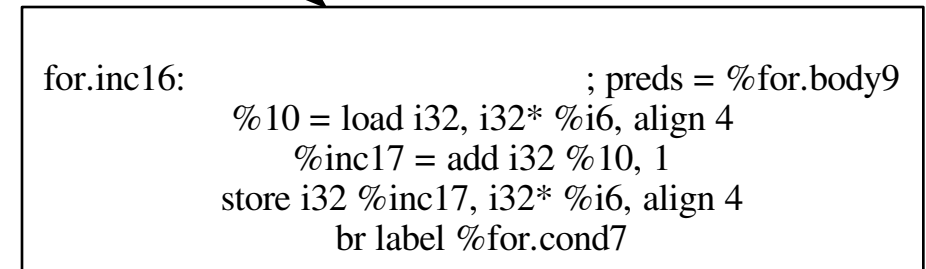 for.inc16: ; preds = %for.body9
%10 = load i32, i32* %i6, align 4
%inc17 = add i32 %10, 1
store i32 %inc17, i32* %i6, align 4
br label %for.cond7